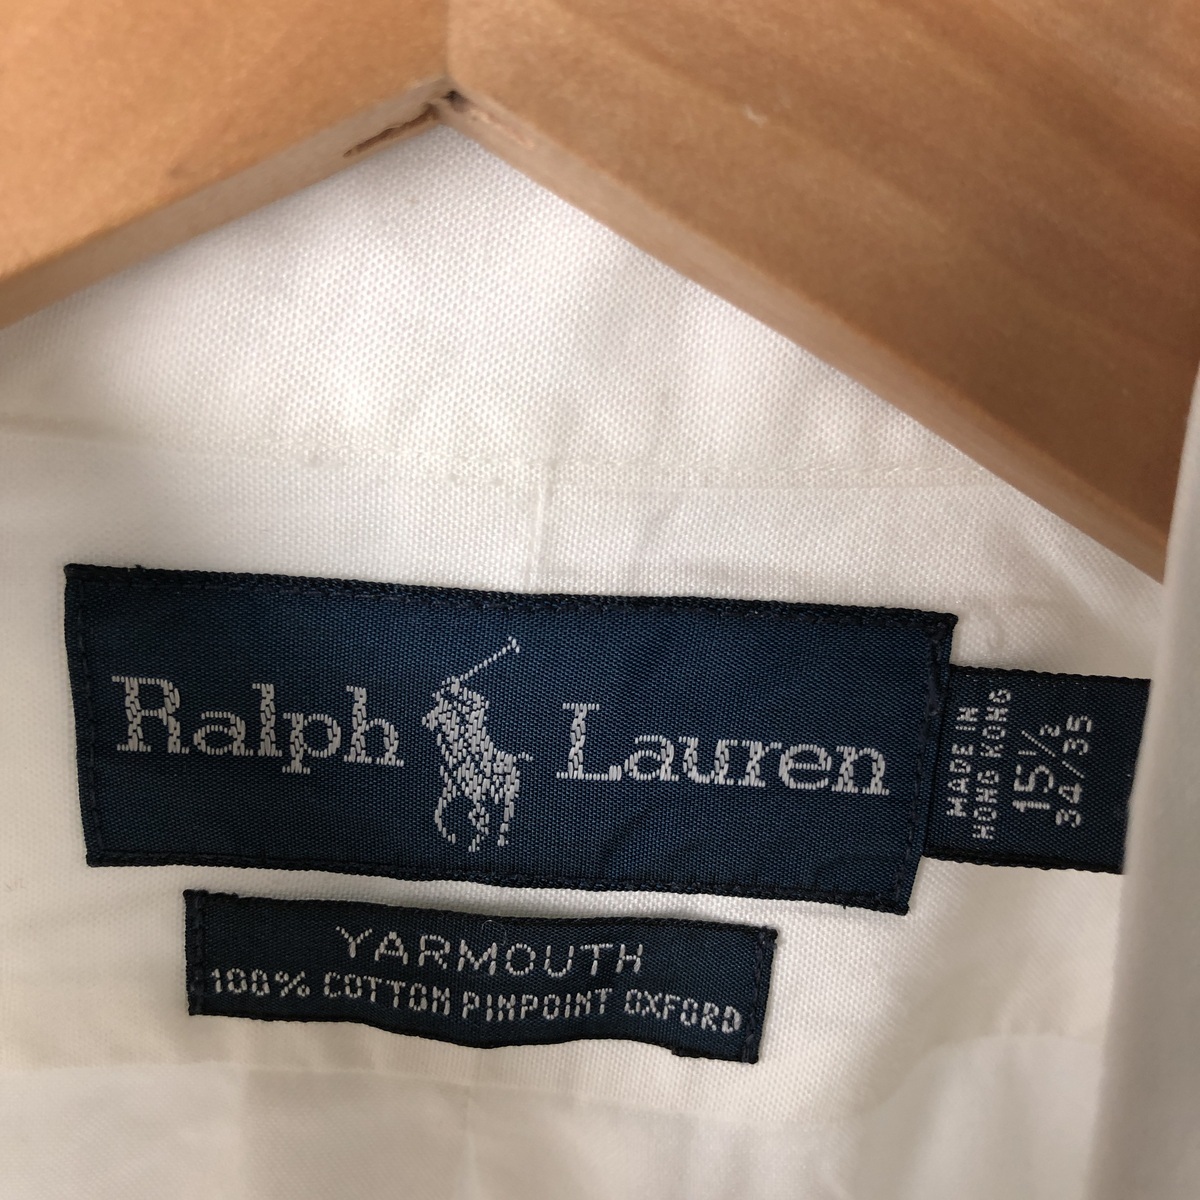 Ralph Lauren
MADE IN
HONG KONG
15½
34/35
YARMOUTH
100% COTTON PINPOINT OXFORD